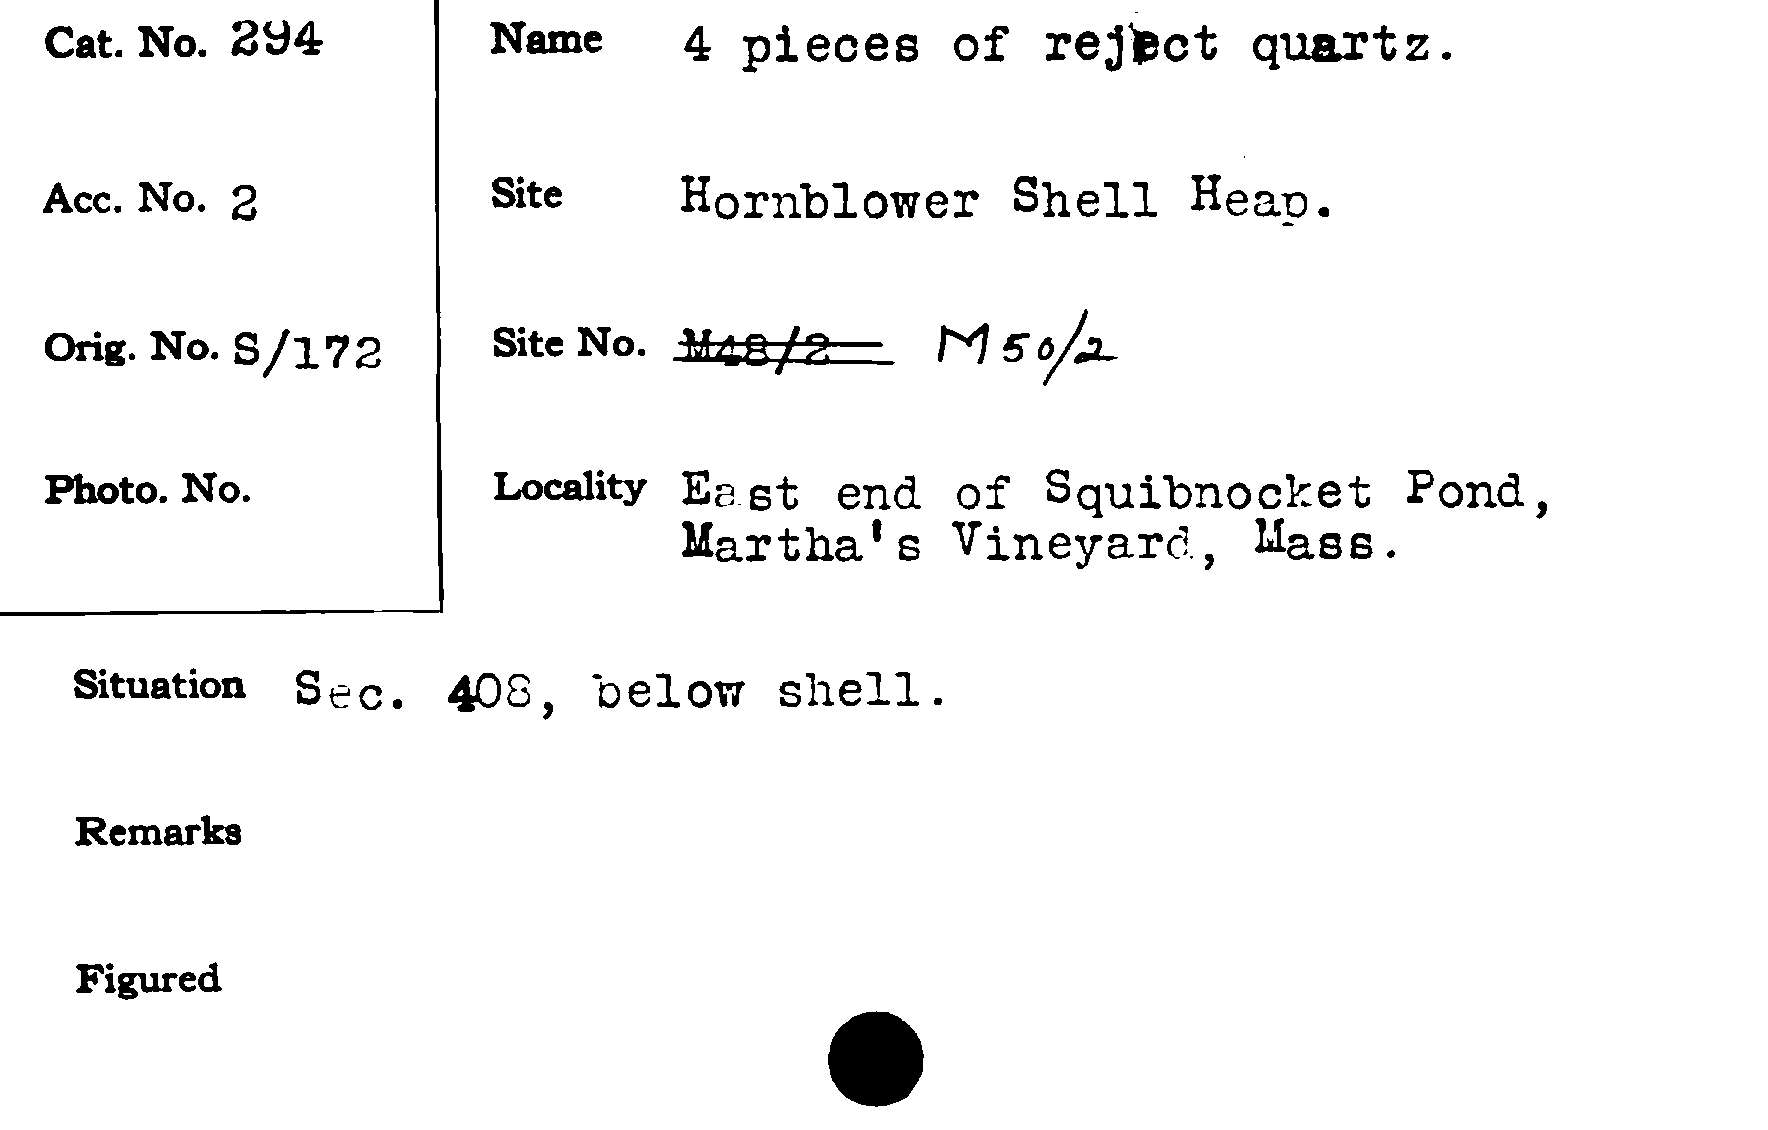 Cat. No. 294
Name 4 pieces of reject quartz.
Acc. No. 2
Site Hornblower Shell Heap.
Orig. No. S/172
Site No. M48/2 M50/2
Photo. No.
Locality East end of Squibnocket Pond,
Martha's Vineyard, Mass.
Situation Sec. 408, below shell.
Remarks
Figured